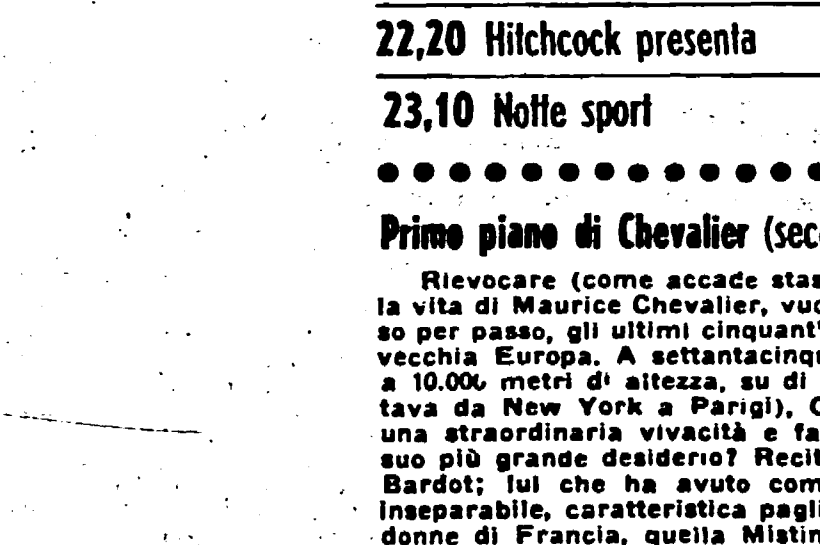 22,20 Hitchcock presenta
23,10 Notte sport
Primo piano di Chevalier (sec
Rievocare (come accade stas
la vita di Maurice Chevalier, vuo
so per passo, gli ultimi cinquant'
vecchia Europa. A settantacinqu
a 10.000 metri di altezza, su di
tava da New York a Parigi), C
una straordinaria vivacità e fa
suo più grande desiderio? Recit
Bardot; lui che ha avuto com
inseparabile, caratteristica pagli
donne di Francia, quella Mistin